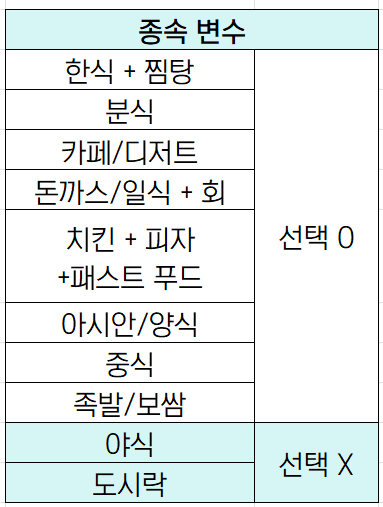 종속 변수
한식 + 찜탕
분식
카페/디저트
돈까스/일식 + 회
치킨 + 피자
+패스트 푸드
아시안/양식
중식
족발/보쌈
선택 O
야식
도시락
선택 X